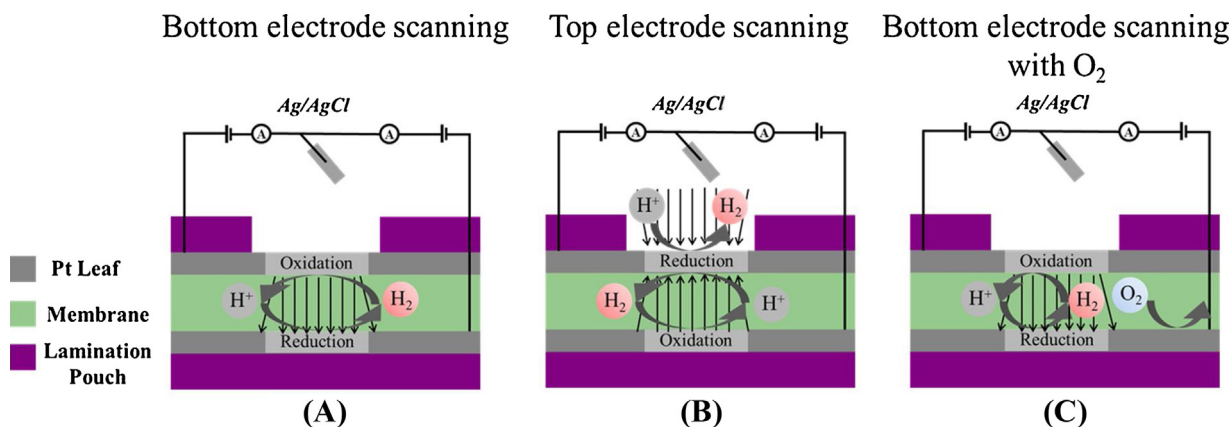 Bottom electrode scanning
Top electrode scanning
Bottom electrode scanning
with O₂
Ag/AgCl
Ag/AgCl
Ag/AgCl
A
A
A
A
A
A
H⁺
H₂
Pt Leaf
Membrane
Lamination
Pouch
Oxidation
H⁺
H₂
Reduction
Reduction
H₂
H⁺
Oxidation
Oxidation
H⁺
H₂
O₂
Reduction
(A)
(B)
(C)